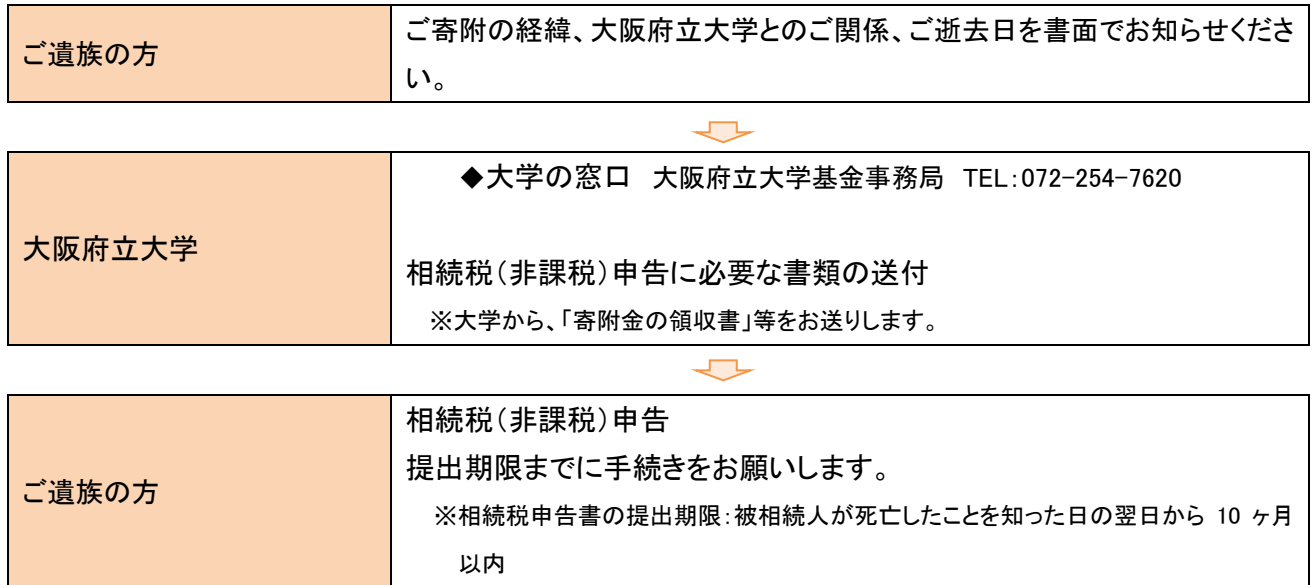 ご遺族の方
ご寄附の経緯、大阪府立大学とのご関係、ご逝去日を書面でお知らせくださ
い。
大阪府立大学
◆大学の窓口 大阪府立大学基金事務局 TEL:072-254-7620
相続税(非課税)申告に必要な書類の送付
※大学から、「寄附金の領収書」等をお送りします。
ご遺族の方
相続税(非課税)申告
提出期限までに手続きをお願いします。
※相続税申告書の提出期限:被相続人が死亡したことを知った日の翌日から 10 ヶ月
以内